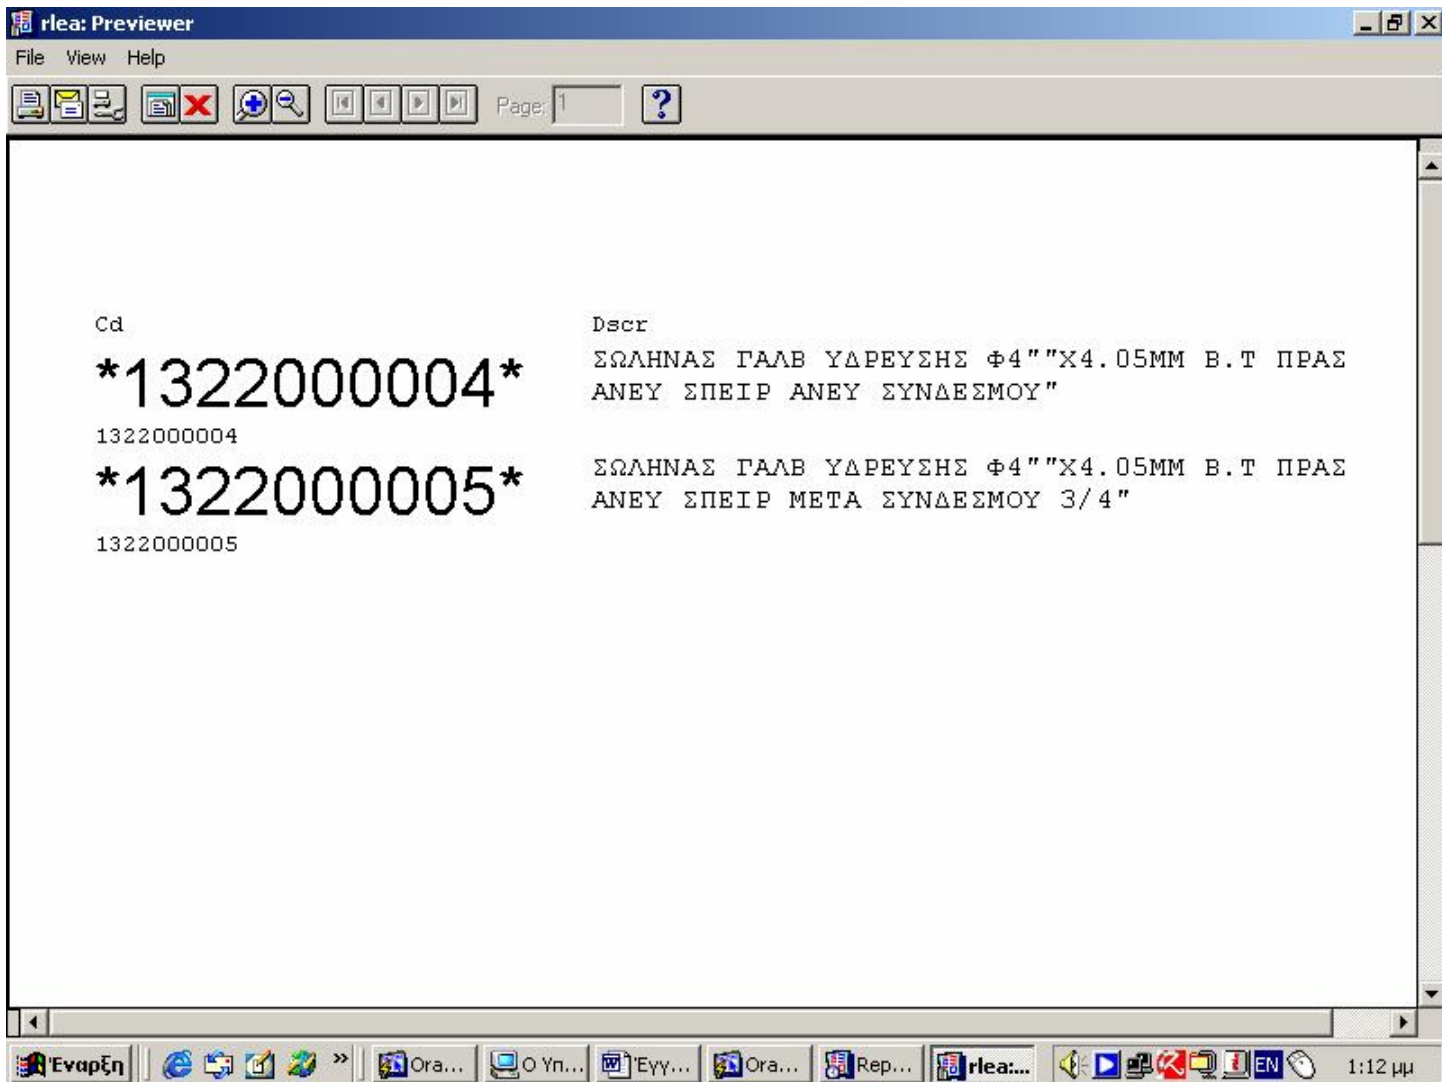 rlea: Previewer
File View Help
Page: 1
Cd Dscr
*1322000004* ΣΩΛΗΝΑΣ ΓΑΛΒ ΥΔΡΕΥΣΗΣ Φ4""Χ4.05ΜΜ Β.Τ ΠΡΑΣ
ΑΝΕΥ ΣΠΕΙΡ ΑΝΕΥ ΣΥΝΔΕΣΜΟΥ"
1322000004
*1322000005* ΣΩΛΗΝΑΣ ΓΑΛΒ ΥΔΡΕΥΣΗΣ Φ4""Χ4.05ΜΜ Β.Τ ΠΡΑΣ
ΑΝΕΥ ΣΠΕΙΡ ΜΕΤΑ ΣΥΝΔΕΣΜΟΥ 3/4"
1322000005
Έναρξη » Ora... Ο Υπ... Έγγ... Ora... Rep... rlea:... EN 1:12 μμ